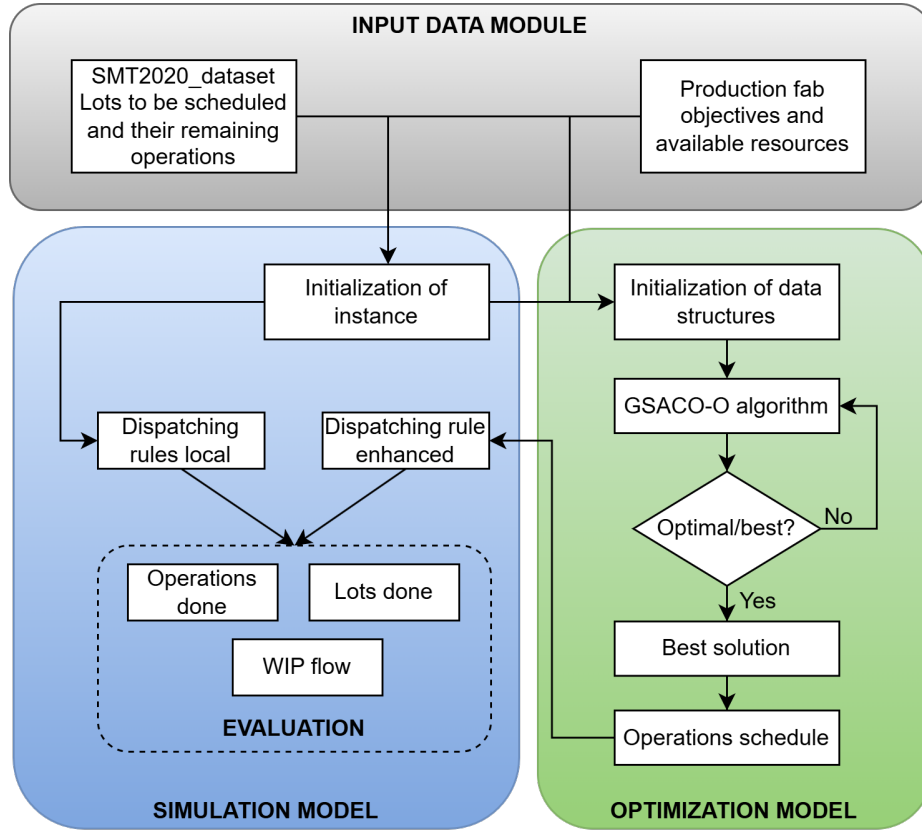 INPUT DATA MODULE
SMT2020_dataset
Lots to be scheduled
and their remaining
operations
Production fab
objectives and
available resources
Initialization of
instance
Initialization of data
structures
GSACO-O algorithm
Dispatching
rules local
Dispatching rule
enhanced
Optimal/best?
No
Yes
Operations
done
Lots done
WIP flow
EVALUATION
Best solution
Operations schedule
SIMULATION MODEL
OPTIMIZATION MODEL